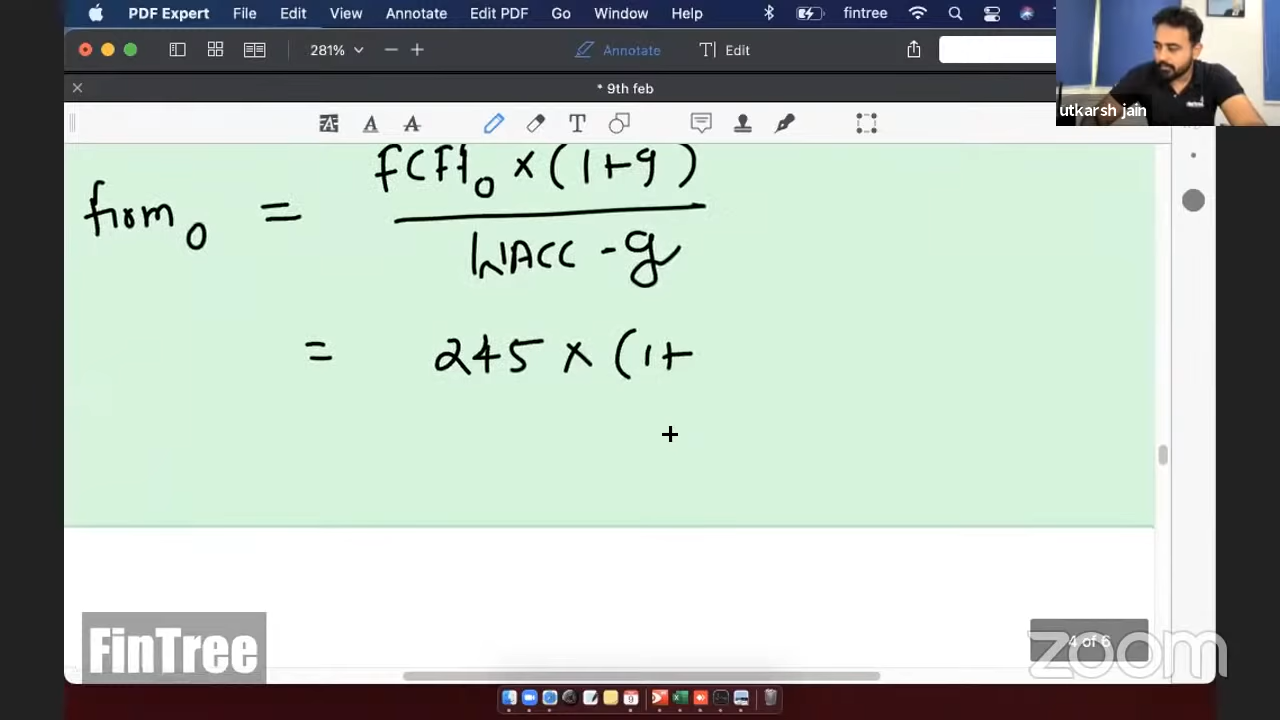 PDF Expert File Edit View Annotate Edit PDF Go Window Help fintree
281% Annotate T| Edit
* 9th feb
utkarsh jain
A A A T
FCFF0 × (1+g)
firm0 =
WACC - g
= 245 × (1+
4 of 6
FinTree
zoom